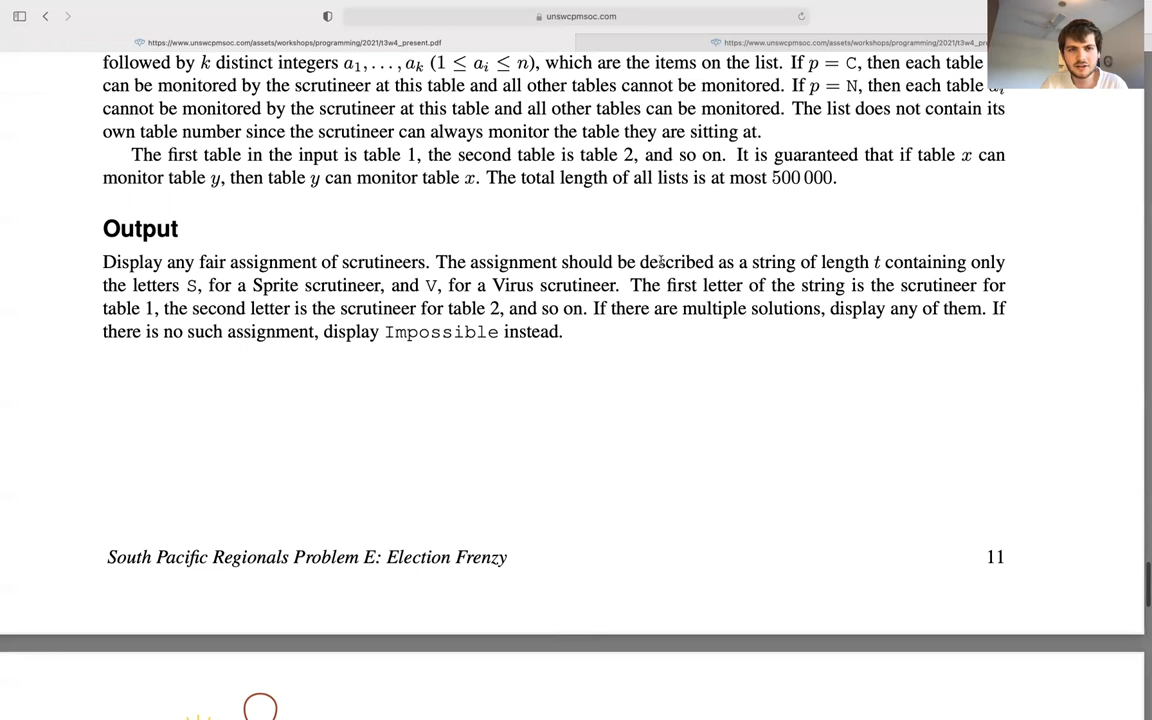 unswcpmsoc.com
https://www.unswcpmsoc.com/assets/workshops/programming/2021/t3w4_present.pdf
https://www.unswcpmsoc.com/assets/workshops/programming/2021/t3w4_pre
followed by k distinct integers a₁, . . . , aₖ (1 ≤ aᵢ ≤ n), which are the items on the list. If p = C, then each table
can be monitored by the scrutineer at this table and all other tables cannot be monitored. If p = N, then each table aᵢ
cannot be monitored by the scrutineer at this table and all other tables can be monitored. The list does not contain its
own table number since the scrutineer can always monitor the table they are sitting at.
The first table in the input is table 1, the second table is table 2, and so on. It is guaranteed that if table x can
monitor table y, then table y can monitor table x. The total length of all lists is at most 500 000.
Output
Display any fair assignment of scrutineers. The assignment should be described as a string of length t containing only
the letters S, for a Sprite scrutineer, and V, for a Virus scrutineer. The first letter of the string is the scrutineer for
table 1, the second letter is the scrutineer for table 2, and so on. If there are multiple solutions, display any of them. If
there is no such assignment, display Impossible instead.
South Pacific Regionals Problem E: Election Frenzy 11